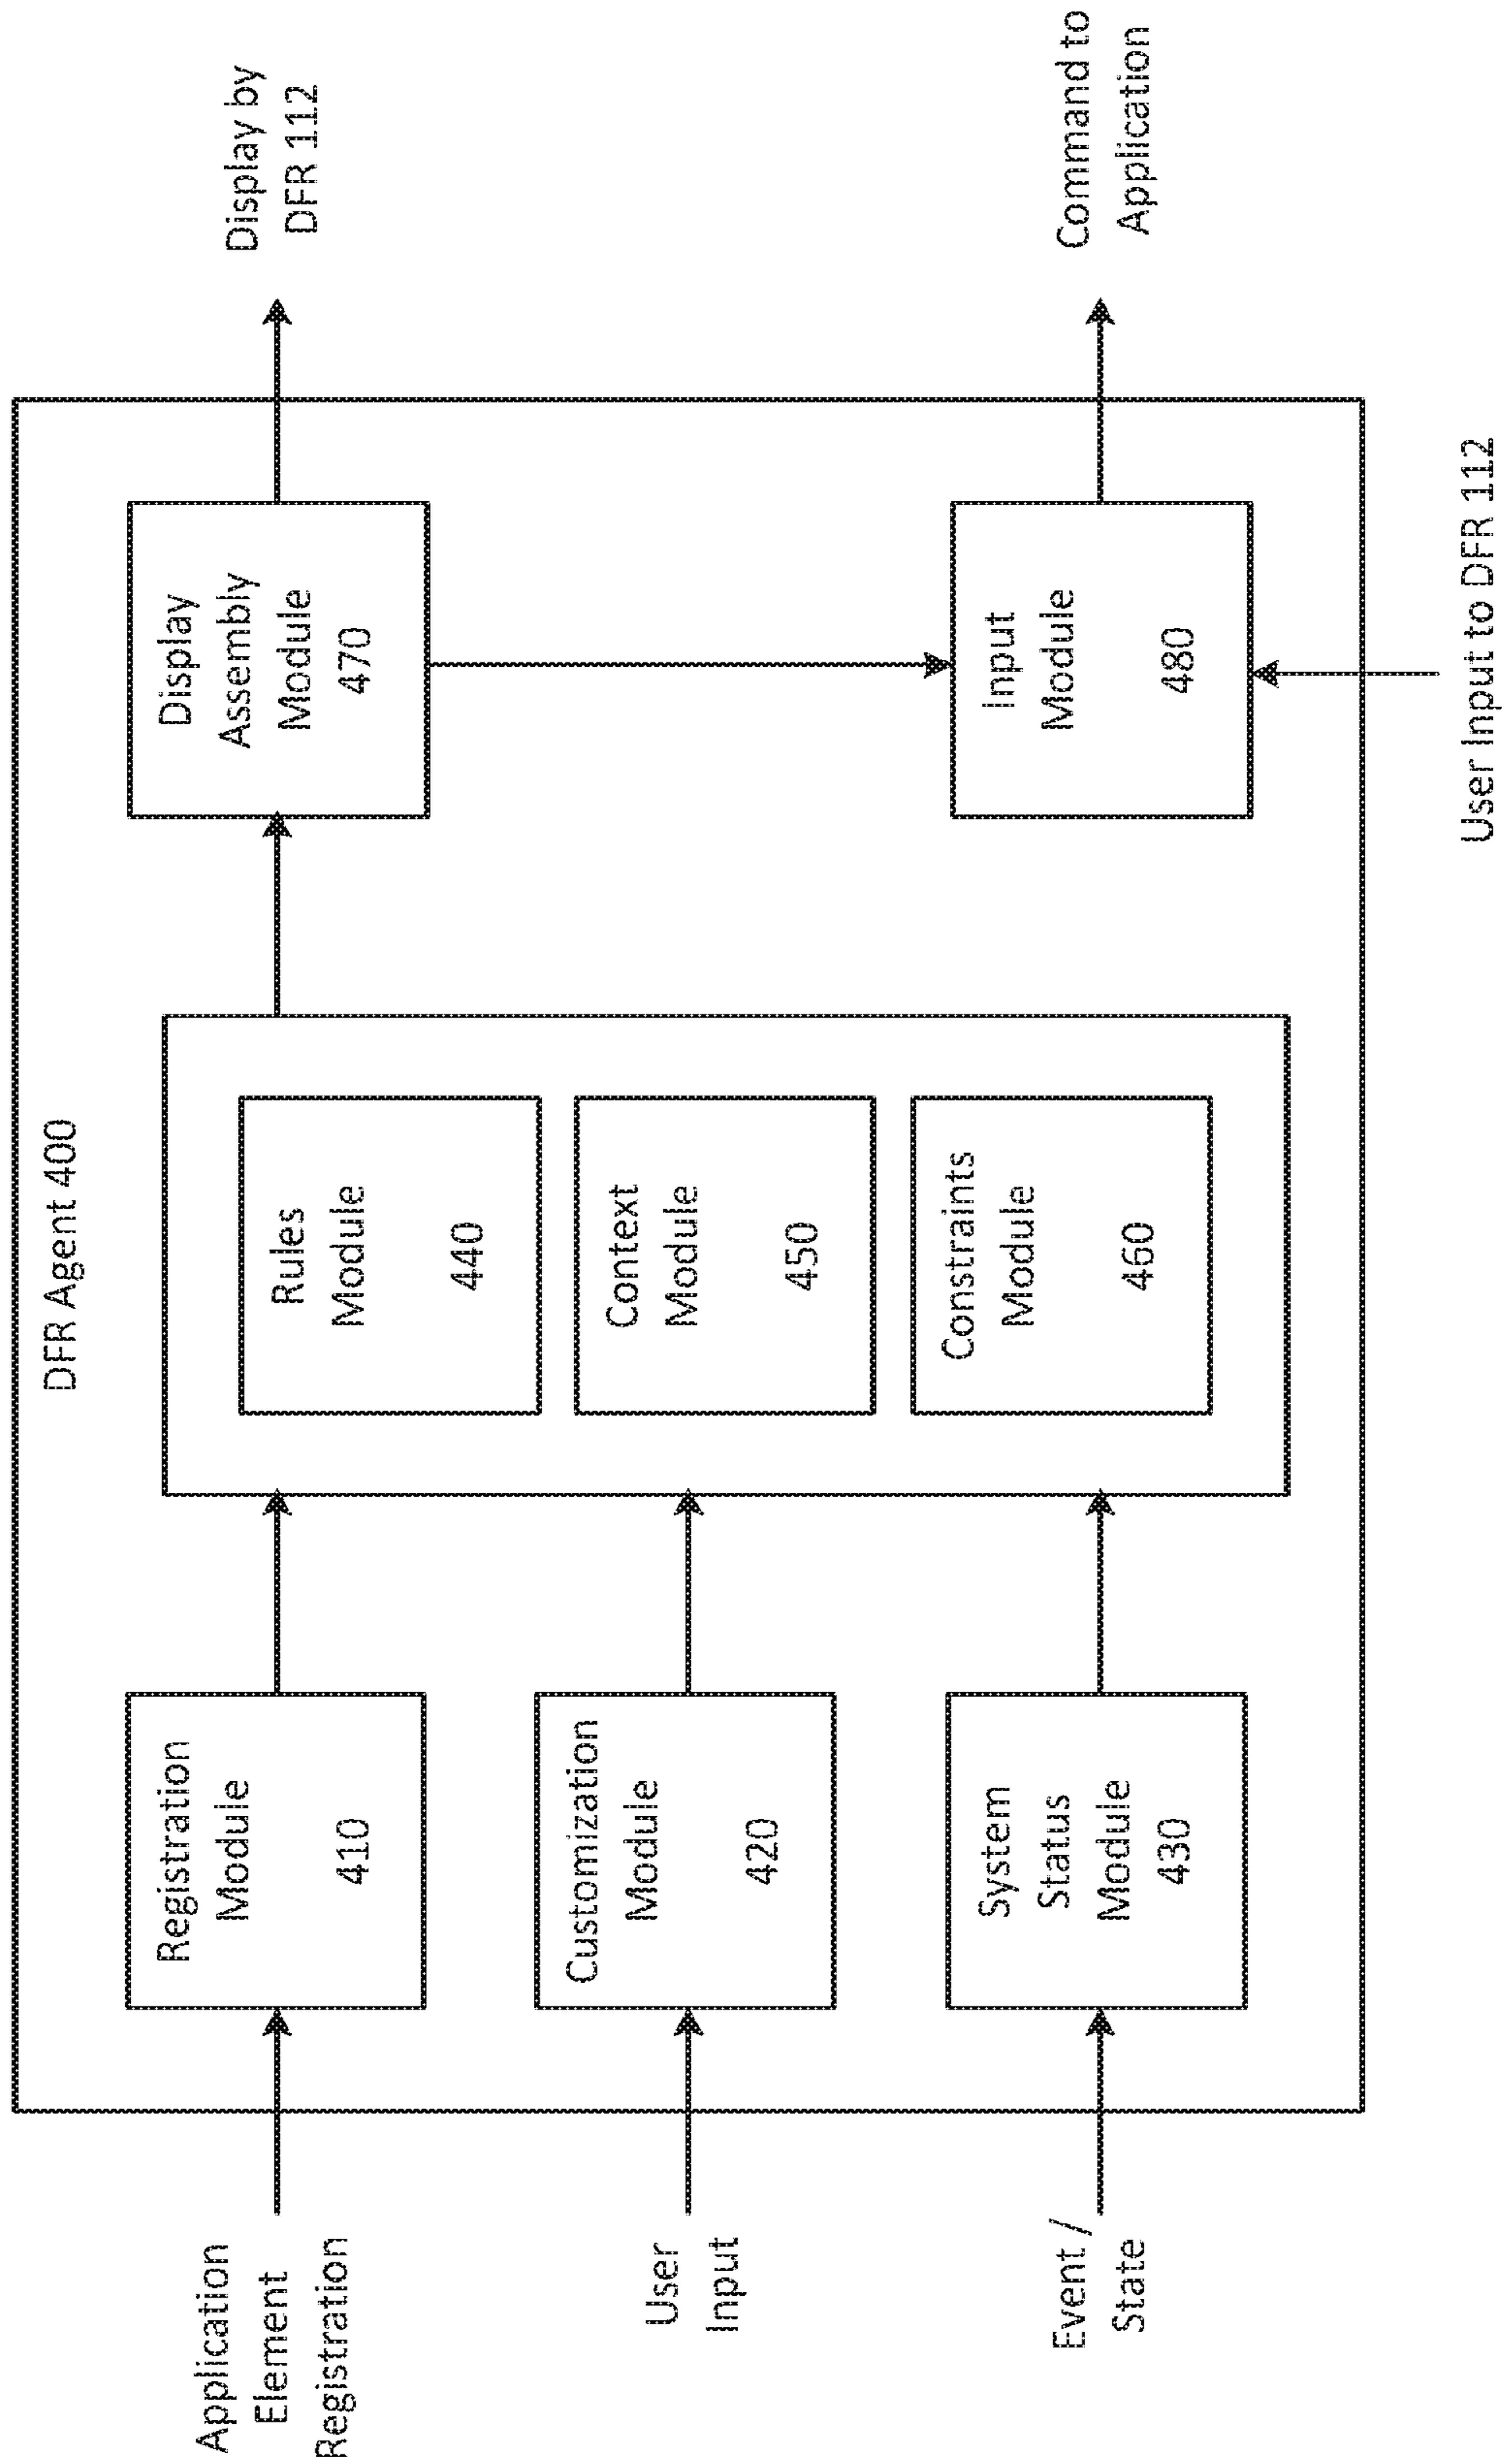 DFR Agent 400
Application
Element
Registration
User
Input
Event /
State
Registration
Module
410
Customization
Module
420
System
Status
Module
430
Rules
Module
440
Context
Module
450
Constraints
Module
460
Display
Assembly
Module
470
Input
Module
480
Display by
DFR 112
Command to
Application
User Input to DFR 112